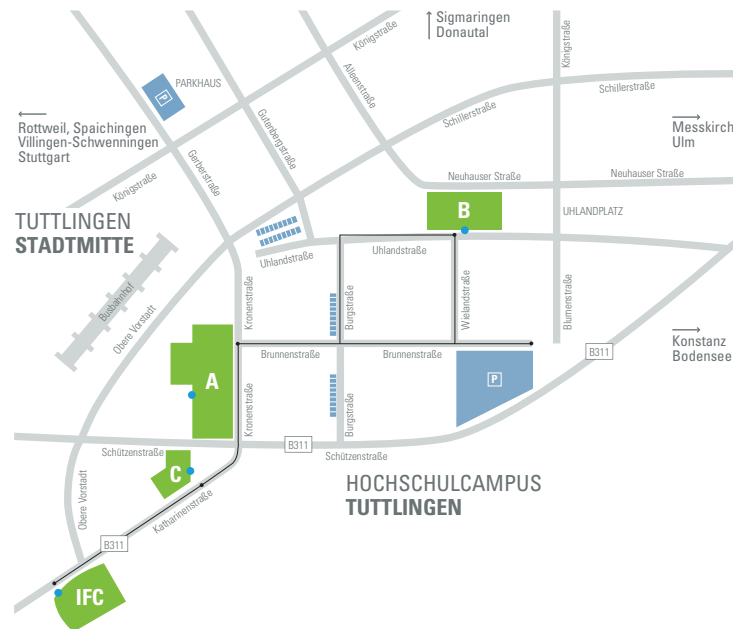 Sigmaringen
Donautal
Königstraße
Königstraße
Alleenstraße
PARKHAUS
P
Schillerstraße
Schillerstraße
Gutenbergstraße
Rottweil, Spaichingen
Villingen-Schwenningen
Stuttgart
Messkirch
Ulm
Gerberstraße
Königstraße
Neuhauser Straße
Neuhauser Straße
TUTTLINGEN
STADTMITTE
B
UHLANDPLATZ
Uhlandstraße
Uhlandstraße
Busbahnhof
Obere Vorstadt
Kronenstraße
Burgstraße
Wielandstraße
Blumenstraße
Konstanz
Bodensee
B311
Brunnenstraße
Brunnenstraße
A
P
Kronenstraße
Burgstraße
B311
Schützenstraße
Schützenstraße
C
HOCHSCHULCAMPUS
TUTTLINGEN
Obere Vorstadt
Katharinenstraße
B311
IFC